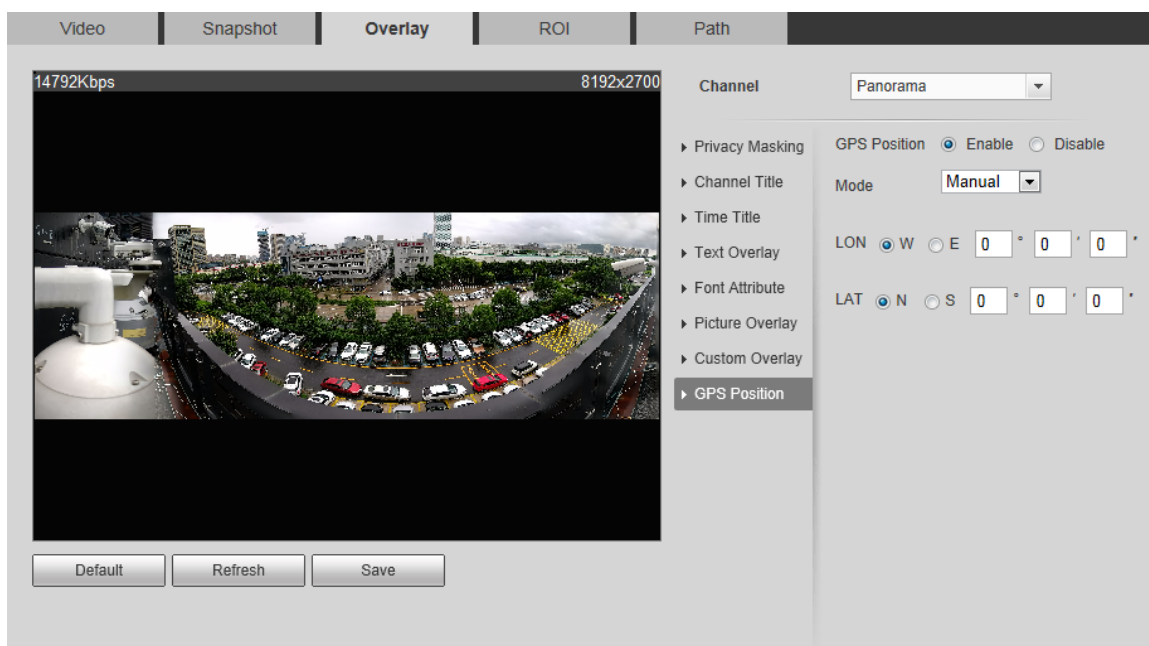 Video Snapshot Overlay ROI Path
14792Kbps 8192x2700
Channel Panorama
Privacy Masking
Channel Title
Time Title
Text Overlay
Font Attribute
Picture Overlay
Custom Overlay
GPS Position
GPS Position Enable Disable
Mode Manual
LON W E 0 ° 0 ′ 0 ″
LAT N S 0 ° 0 ′ 0 ″
Default Refresh Save